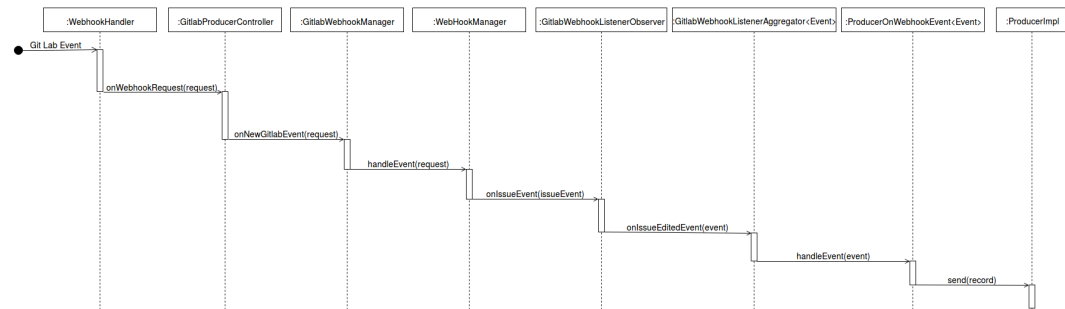 :WebhookHandler
:GitlabProducerController
:GitlabWebhookManager
:WebHookManager
:GitlabWebhookListenerObserver
:GitlabWebhookListenerAggregator<Event>
:ProducerOnWebhookEvent<Event>
:ProducerImpl
Git Lab Event
onWebhookRequest(request)
onNewGitlabEvent(request)
handleEvent(request)
onIssueEvent(issueEvent)
onIssueEditedEvent(event)
handleEvent(event)
send(record)